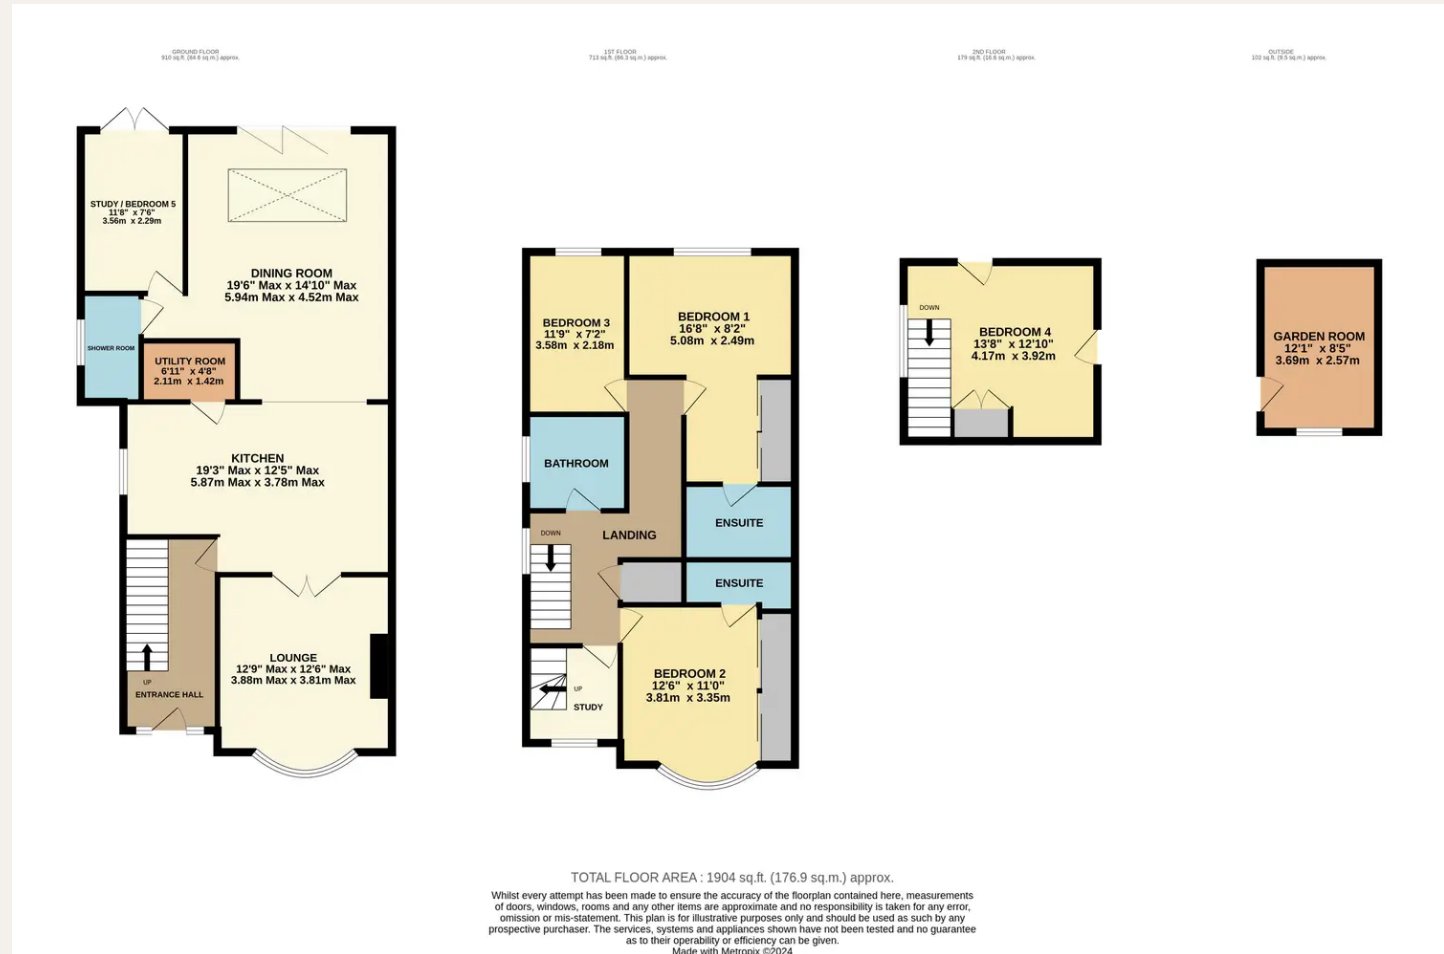 GROUND FLOOR
910 sq.ft. (84.6 sq.m.) approx.
1ST FLOOR
713 sq.ft. (66.3 sq.m.) approx.
2ND FLOOR
179 sq.ft. (16.6 sq.m.) approx.
OUTSIDE
102 sq.ft. (9.5 sq.m.) approx.
STUDY / BEDROOM 5
11'8" x 7'6"
3.56m x 2.29m
DINING ROOM
19'6" Max x 14'10" Max
5.94m Max x 4.52m Max
SHOWER ROOM
UTILITY ROOM
6'11" x 4'8"
2.11m x 1.42m
KITCHEN
19'3" Max x 12'5" Max
5.87m Max x 3.78m Max
LOUNGE
12'9" Max x 12'6" Max
3.88m Max x 3.81m Max
UP
ENTRANCE HALL
BEDROOM 3
11'9" x 7'2"
3.58m x 2.18m
BEDROOM 1
16'8" x 8'2"
5.08m x 2.49m
BATHROOM
ENSUITE
DOWN
LANDING
ENSUITE
BEDROOM 2
12'6" x 11'0"
3.81m x 3.35m
UP
STUDY
DOWN
BEDROOM 4
13'8" x 12'10"
4.17m x 3.92m
GARDEN ROOM
12'1" x 8'5"
3.69m x 2.57m
TOTAL FLOOR AREA : 1904 sq.ft. (176.9 sq.m.) approx.
Whilst every attempt has been made to ensure the accuracy of the floorplan contained here, measurements
of doors, windows, rooms and any other items are approximate and no responsibility is taken for any error,
omission or mis-statement. This plan is for illustrative purposes only and should be used as such by any
prospective purchaser. The services, systems and appliances shown have not been tested and no guarantee
as to their operability or efficiency can be given.
Made with Metropix ©2024